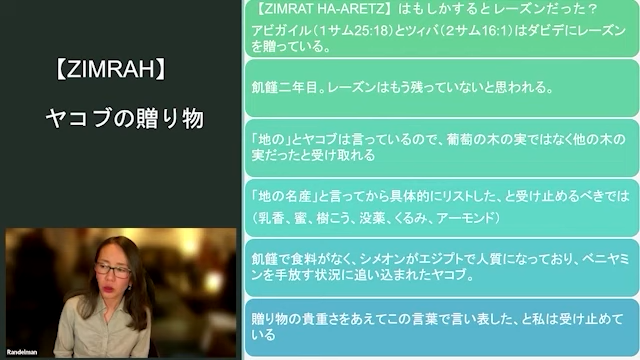 【ZIMRAH】
ヤコブの贈り物
【ZIMRAT HA-ARETZ】はもしかするとレーズンだった？
アビガイル（１サム25:18）とツィバ（２サム16:1）はダビデにレーズン
を贈っている。
飢饉二年目。レーズンはもう残っていないと思われる。
「地の」とヤコブは言っているので、葡萄の木の実ではなく他の木の
実だったと受け取れる
「地の名産」と言ってから具体的にリストした、と受け止めるべきでは
（乳香、蜜、樹こう、没薬、くるみ、アーモンド）
飢饉で食料がなく、シメオンがエジプトで人質になっており、ベニヤミ
ンを手放す状況に追い込まれたヤコブ。
贈り物の貴重さをあえてこの言葉で言い表した、と私は受け止めて
いる
Randelman